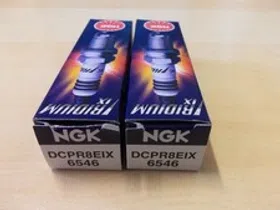 IRIDIUM
IX
IRIDIUM
IX
NGK
DCPR8EIX
6546
NGK
DCPR8EIX
6546